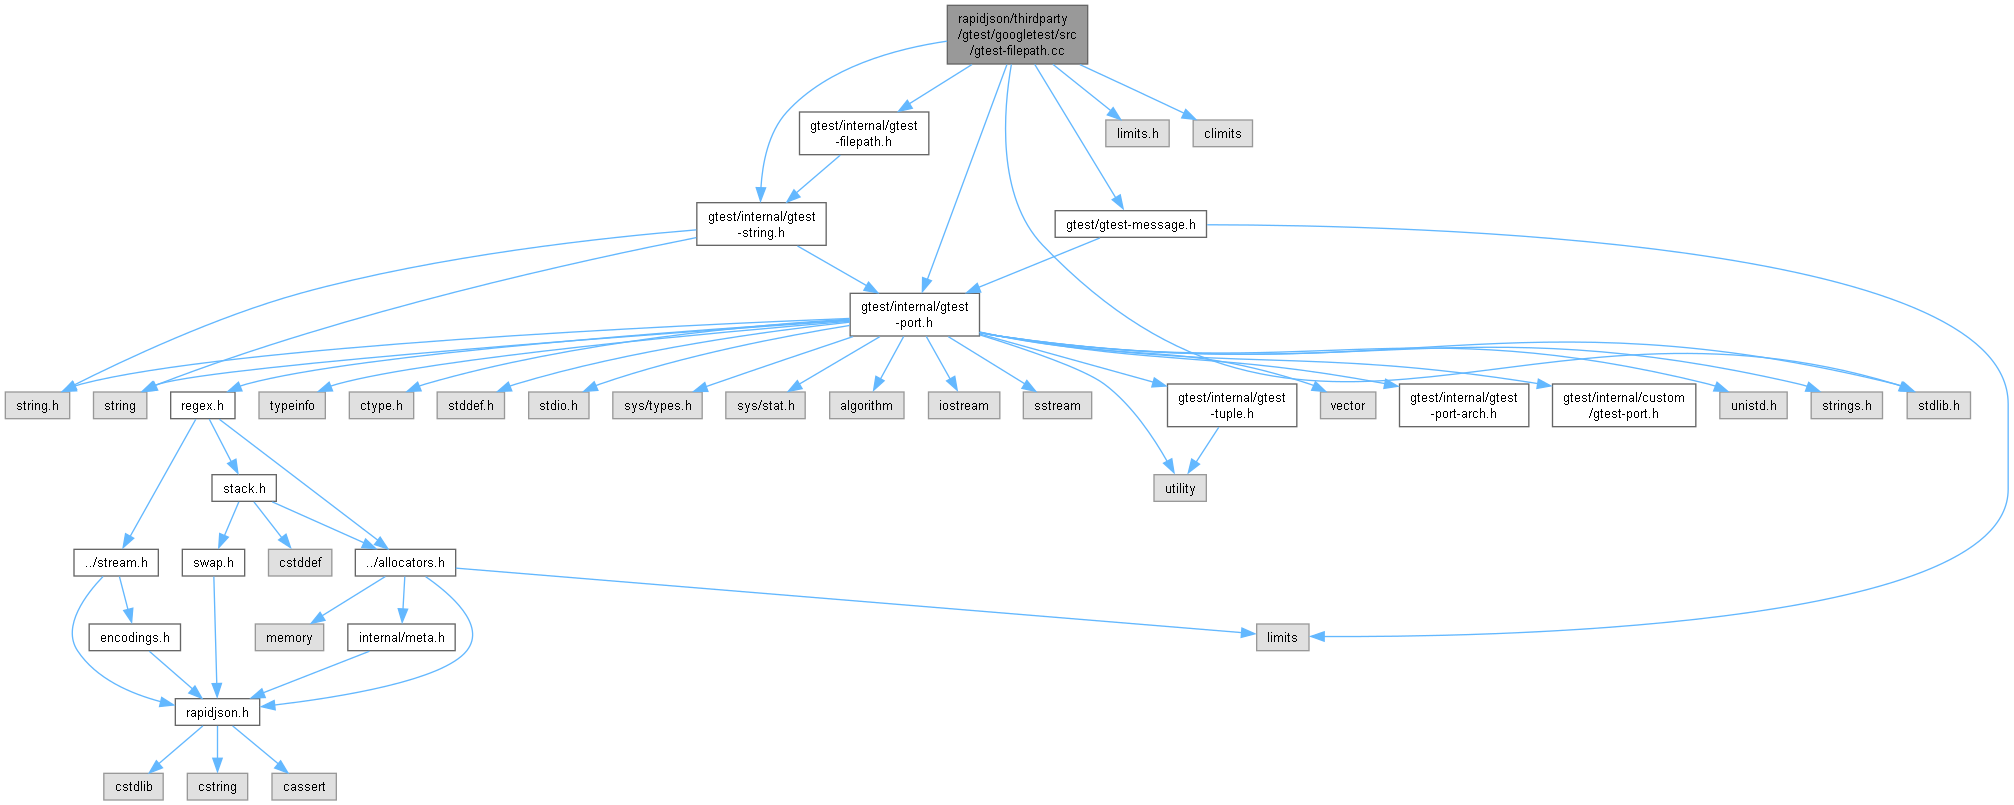 rapidjson/thirdparty
/gtest/googletest/src
/gtest-filepath.cc
gtest/internal/gtest
-filepath.h
limits.h
climits
gtest/internal/gtest
-string.h
gtest/gtest-message.h
gtest/internal/gtest
-port.h
string.h
string
regex.h
typeinfo
ctype.h
stddef.h
stdio.h
sys/types.h
sys/stat.h
algorithm
iostream
sstream
gtest/internal/gtest
-tuple.h
vector
gtest/internal/gtest
-port-arch.h
gtest/internal/custom
/gtest-port.h
unistd.h
strings.h
stdlib.h
stack.h
utility
../stream.h
swap.h
cstddef
../allocators.h
encodings.h
memory
internal/meta.h
limits
rapidjson.h
cstdlib
cstring
cassert